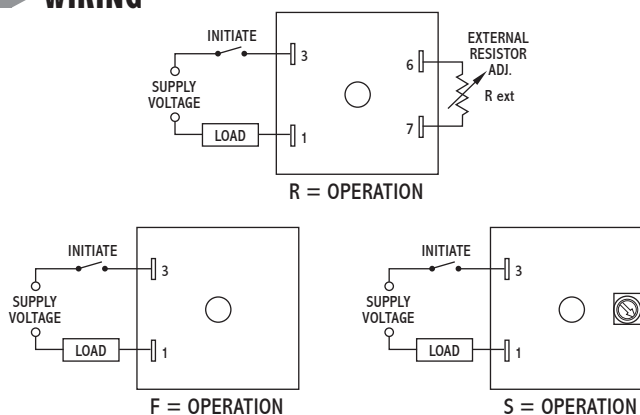 WIRING
INITIATE
3
SUPPLY
VOLTAGE
LOAD
1
6
7
EXTERNAL
RESISTOR
ADJ.
R ext
R = OPERATION
INITIATE
3
SUPPLY
VOLTAGE
LOAD
1
F = OPERATION
INITIATE
3
SUPPLY
VOLTAGE
LOAD
1
S = OPERATION